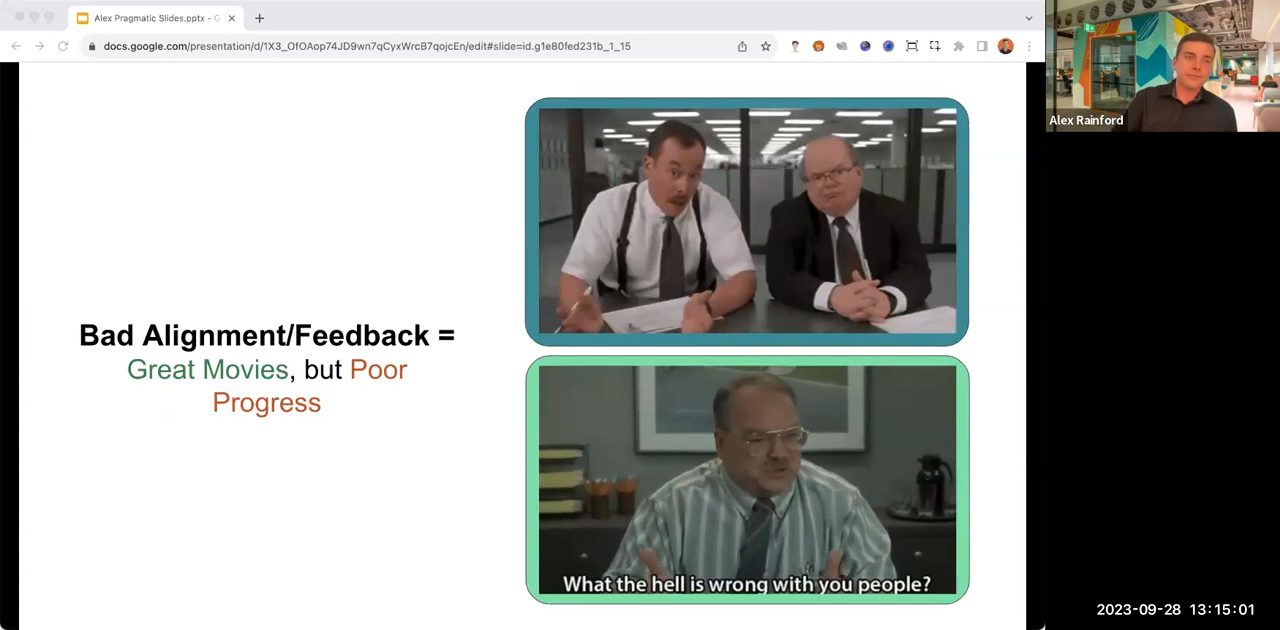 Alex Pragmatic Slides.pptx - G
docs.google.com/presentation/d/1X3_OfOAop74JD9wn7qCyxWrcB7qojcEn/edit#slide=id.g1e80fed231b_1_15
Alex Rainford
Bad Alignment/Feedback =
Great Movies, but Poor
Progress
What the hell is wrong with you people?
2023-09-28 13:15:01